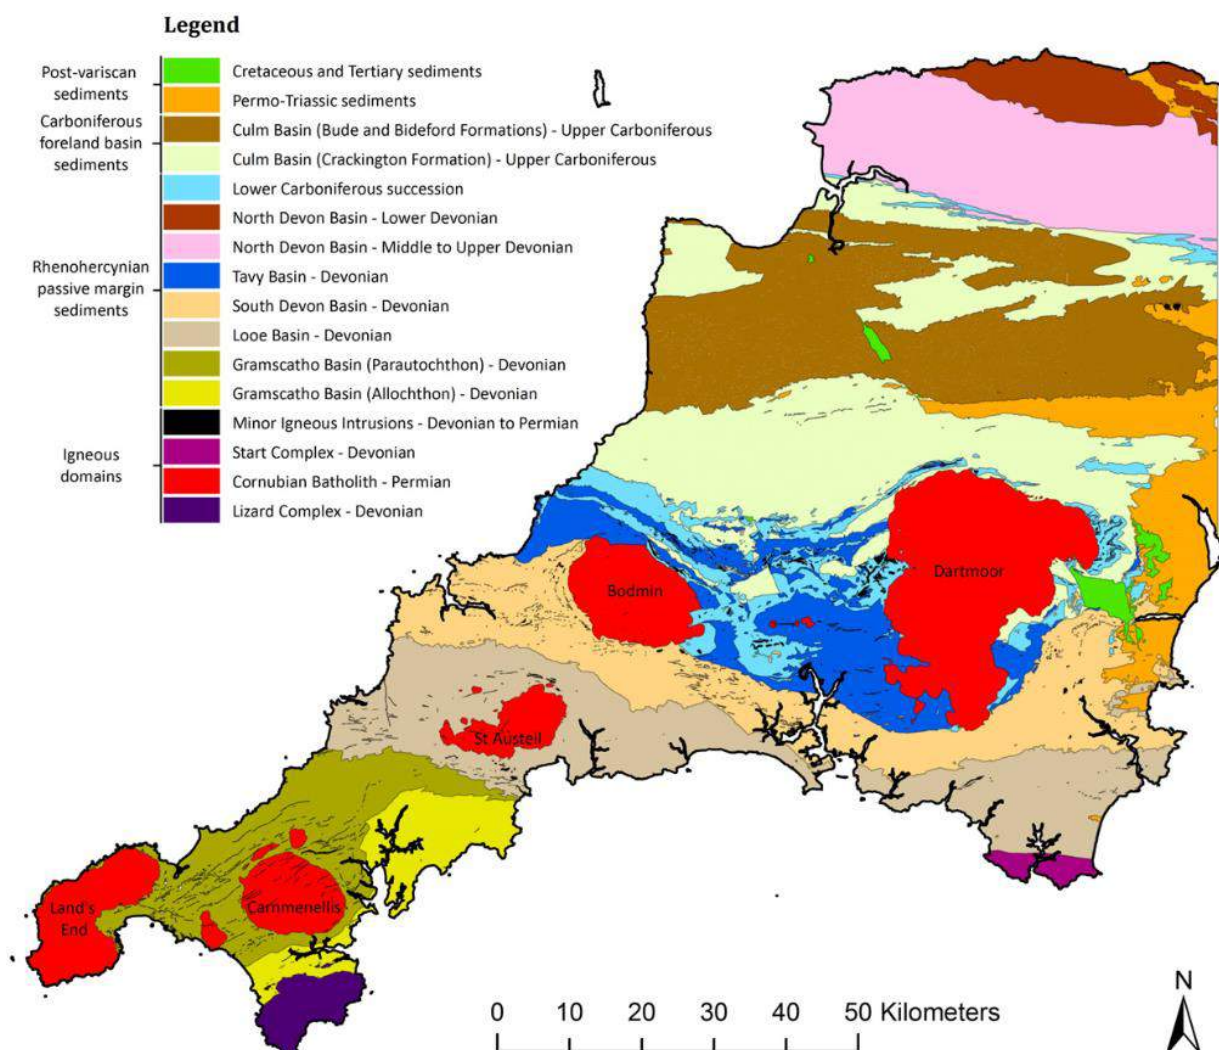 Legend
Post-variscan
sediments
Cretaceous and Tertiary sediments
Permo-Triassic sediments
Carboniferous
foreland basin
sediments
Culm Basin (Bude and Bideford Formations) - Upper Carboniferous
Culm Basin (Crackington Formation) - Upper Carboniferous
Rhenohercynian
passive margin
sediments
Lower Carboniferous succession
North Devon Basin - Lower Devonian
North Devon Basin - Middle to Upper Devonian
Tavy Basin - Devonian
South Devon Basin - Devonian
Looe Basin - Devonian
Gramscatho Basin (Parautochthon) - Devonian
Gramscatho Basin (Allochthon) - Devonian
Igneous
domains
Minor Igneous Intrusions - Devonian to Permian
Start Complex - Devonian
Cornubian Batholith - Permian
Lizard Complex - Devonian
Dartmoor
Bodmin
St Austell
Carnmenellis
Land's
End
N
0 10 20 30 40 50 Kilometers